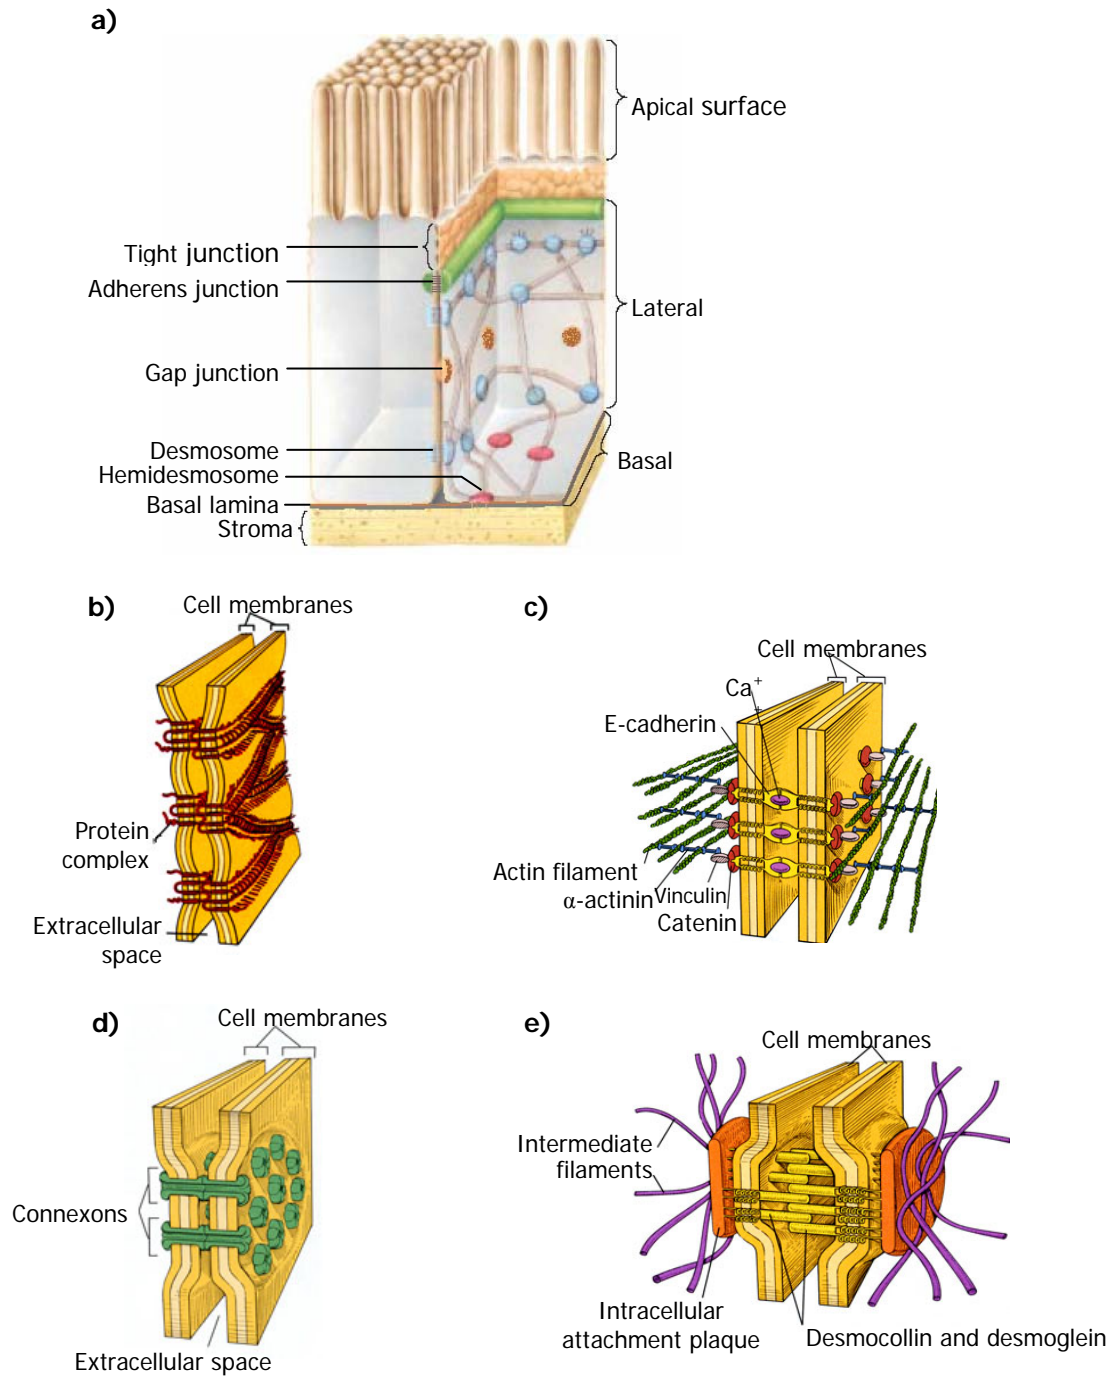 a)
Apical surface
Tight junction
Adherens junction
Lateral
Gap junction
Desmosome
Hemidesmosome
Basal
Basal lamina
Stroma
b)
Cell membranes
Protein
complex
Extracellular
space
c)
Cell membranes
Ca+
+
E-cadherin
Actin filament
α-actinin
Vinculin
Catenin
d)
Cell membranes
Connexons
Extracellular space
e)
Cell membranes
Intermediate
filaments
Intracellular
attachment plaque
Desmocollin and desmoglein